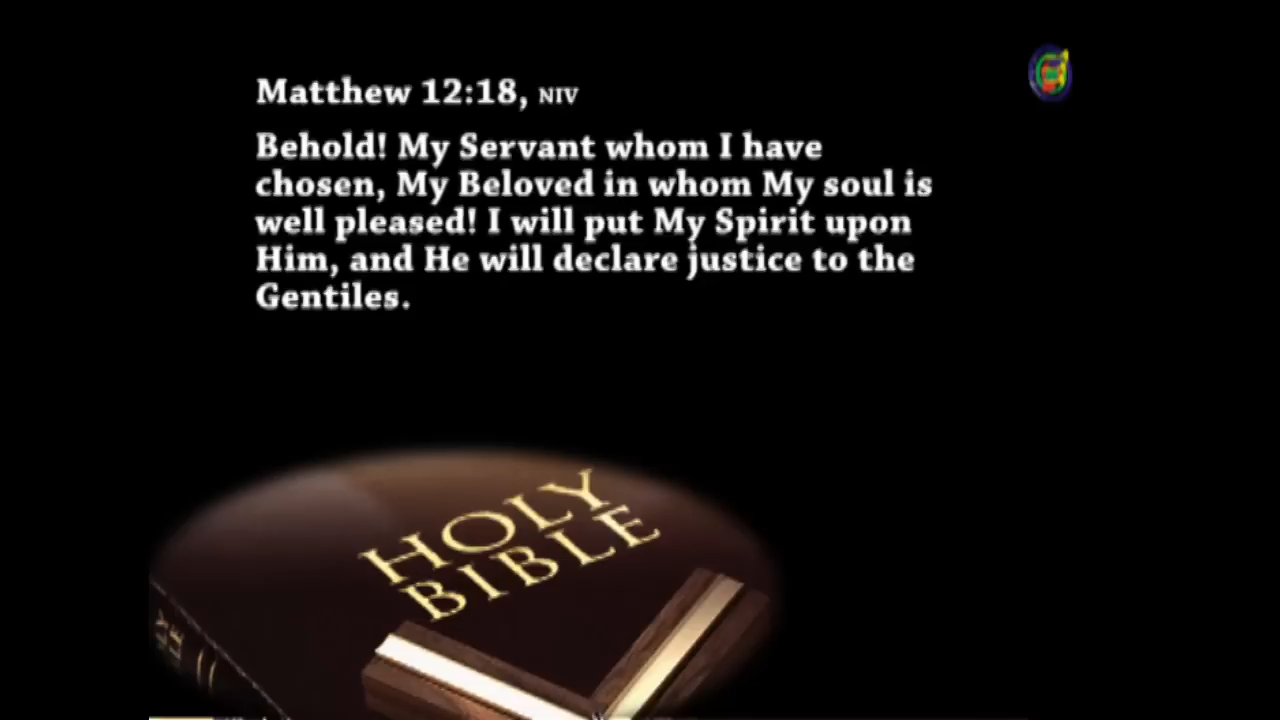 Matthew 12:18, NIV
Behold! My Servant whom I have
chosen, My Beloved in whom My soul is
well pleased! I will put My Spirit upon
Him, and He will declare justice to the
Gentiles.
HOLY
BIBLE